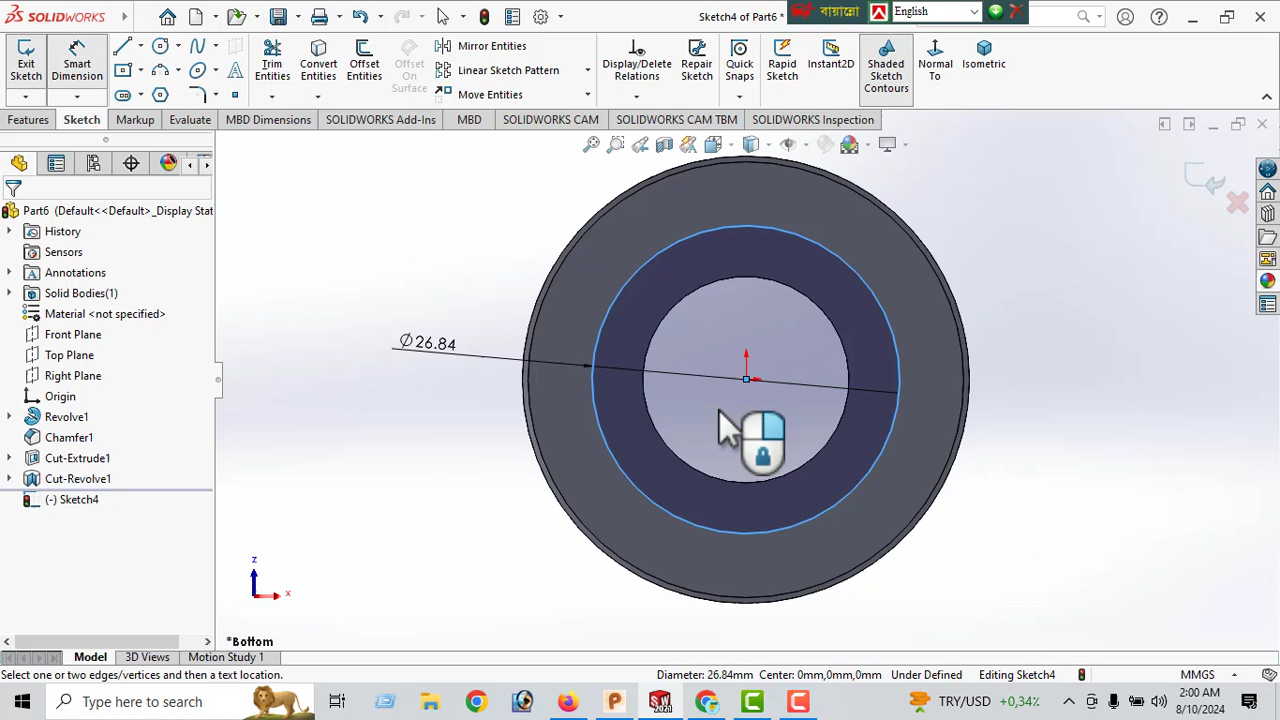 SOLIDWORKS
Sketch4 of Part6 *
বায়ান্নো
English
Exit Sketch
Smart Dimension
Trim Entities
Convert Entities
Offset Entities
Offset On Surface
Mirror Entities
Linear Sketch Pattern
Move Entities
Display/Delete Relations
Repair Sketch
Quick Snaps
Rapid Sketch
Instant2D
Shaded Sketch Contours
Normal To
Isometric
Features
Sketch
Markup
Evaluate
MBD Dimensions
SOLIDWORKS Add-Ins
MBD
SOLIDWORKS CAM
SOLIDWORKS CAM TBM
SOLIDWORKS Inspection
Part6 (Default<<Default>_Display Stat
History
Sensors
Annotations
Solid Bodies(1)
Material <not specified>
Front Plane
Top Plane
Right Plane
Origin
Revolve1
Chamfer1
Cut-Extrude1
Cut-Revolve1
(-) Sketch4
∅26.84
z
x
*Bottom
Model
3D Views
Motion Study 1
Select one or two edges/vertices and then a text location.
Diameter: 26.84mm Center: 0mm,0mm,0mm
Under Defined
Editing Sketch4
MMGS
Type here to search
TRY/USD +0,34%
2:00 AM
8/10/2024